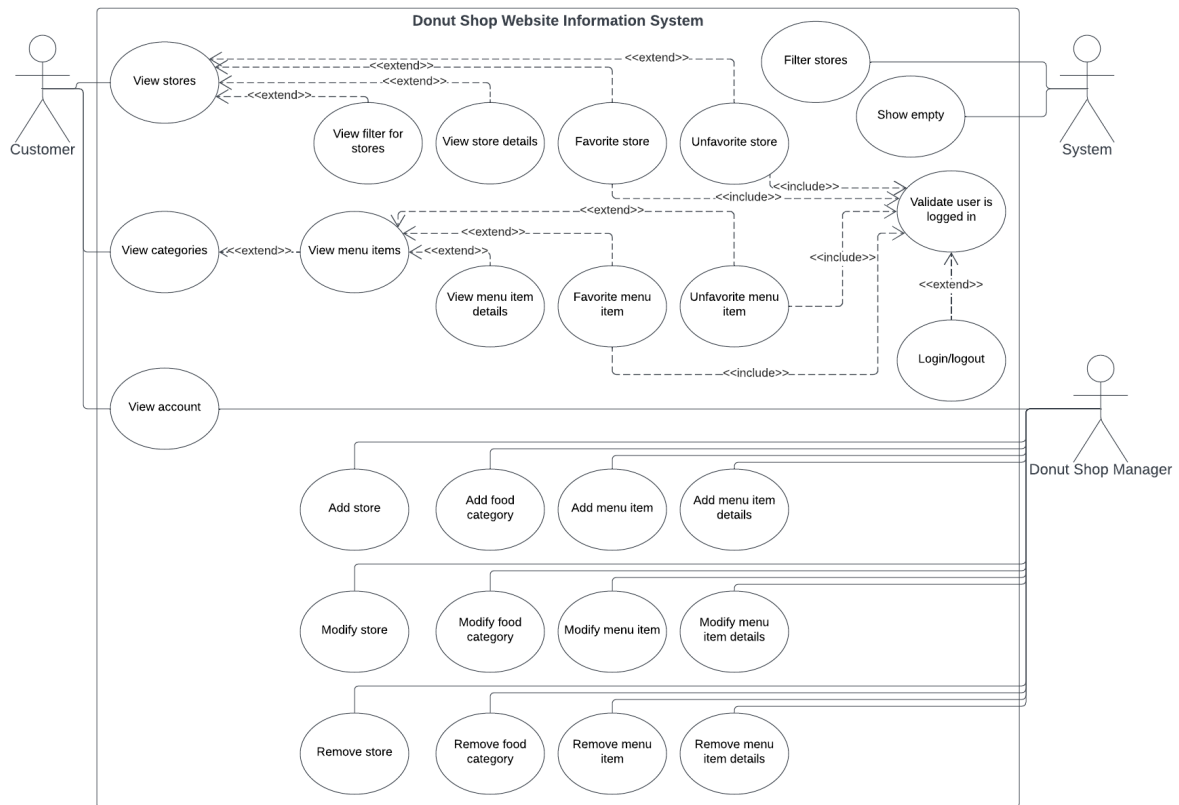 Donut Shop Website Information System
View stores
<<extend>>
<<extend>>
<<extend>>
<<extend>>
Filter stores
Show empty
Customer
System
View filter for
stores
View store details
Favorite store
Unfavorite store
<<include>>
<<include>>
Validate user is
logged in
<<extend>>
<<extend>>
View categories
<<extend>>
View menu items
<<extend>>
<<include>>
View menu item
details
Favorite menu
item
Unfavorite menu
item
<<extend>>
Login/logout
<<include>>
View account
Donut Shop Manager
Add store
Add food
category
Add menu item
Add menu item
details
Modify store
Modify food
category
Modify menu item
Modify menu
item details
Remove store
Remove food
category
Remove menu
item
Remove menu
item details